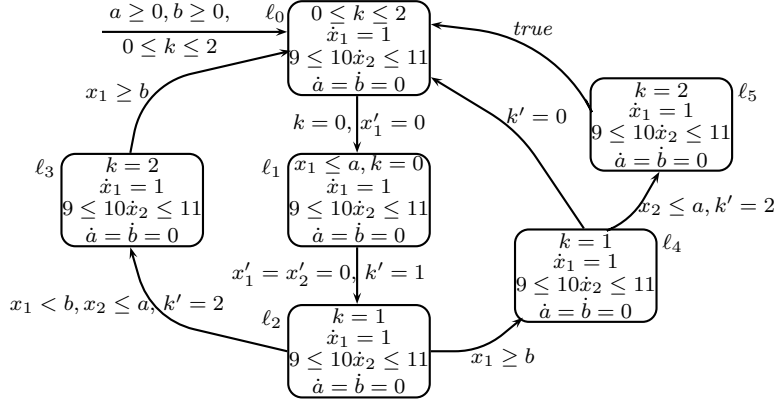 a ≥ 0, b ≥ 0,
0 ≤ k ≤ 2
ℓ₀
0 ≤ k ≤ 2
ẋ₁ = 1
9 ≤ 10ẋ₂ ≤ 11
ȧ = ḃ = 0
true
ℓ₅
k = 2
ẋ₁ = 1
9 ≤ 10ẋ₂ ≤ 11
ȧ = ḃ = 0
x₁ ≥ b
k = 0, x₁′ = 0
k′ = 0
ℓ₃
k = 2
ẋ₁ = 1
9 ≤ 10ẋ₂ ≤ 11
ȧ = ḃ = 0
ℓ₁
x₁ ≤ a, k = 0
ẋ₁ = 1
9 ≤ 10ẋ₂ ≤ 11
ȧ = ḃ = 0
x₂ ≤ a, k′ = 2
ℓ₄
k = 1
ẋ₁ = 1
9 ≤ 10ẋ₂ ≤ 11
ȧ = ḃ = 0
x₁′ = x₂′ = 0, k′ = 1
x₁ < b, x₂ ≤ a, k′ = 2
ℓ₂
k = 1
ẋ₁ = 1
9 ≤ 10ẋ₂ ≤ 11
ȧ = ḃ = 0
x₁ ≥ b